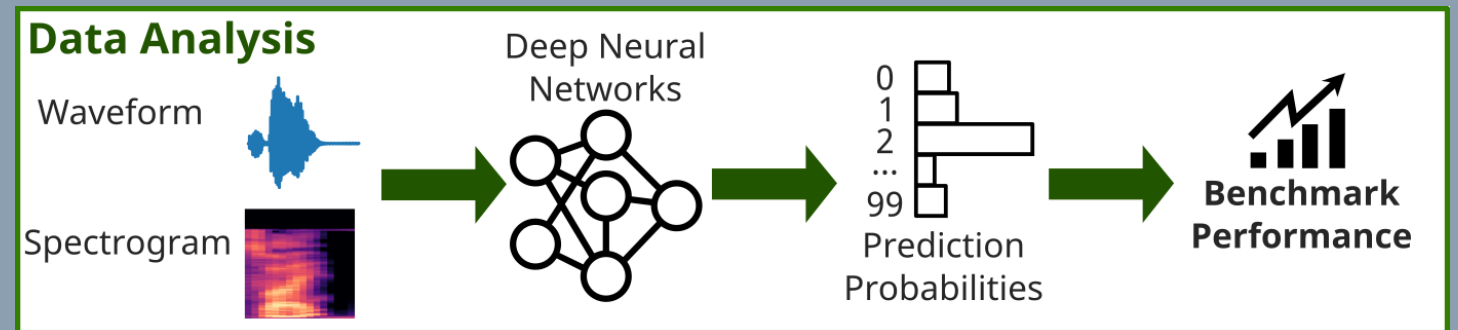 Data Analysis
Waveform
Spectrogram
Deep Neural
Networks
0
1
2
...
99
Prediction
Probabilities
Benchmark
Performance